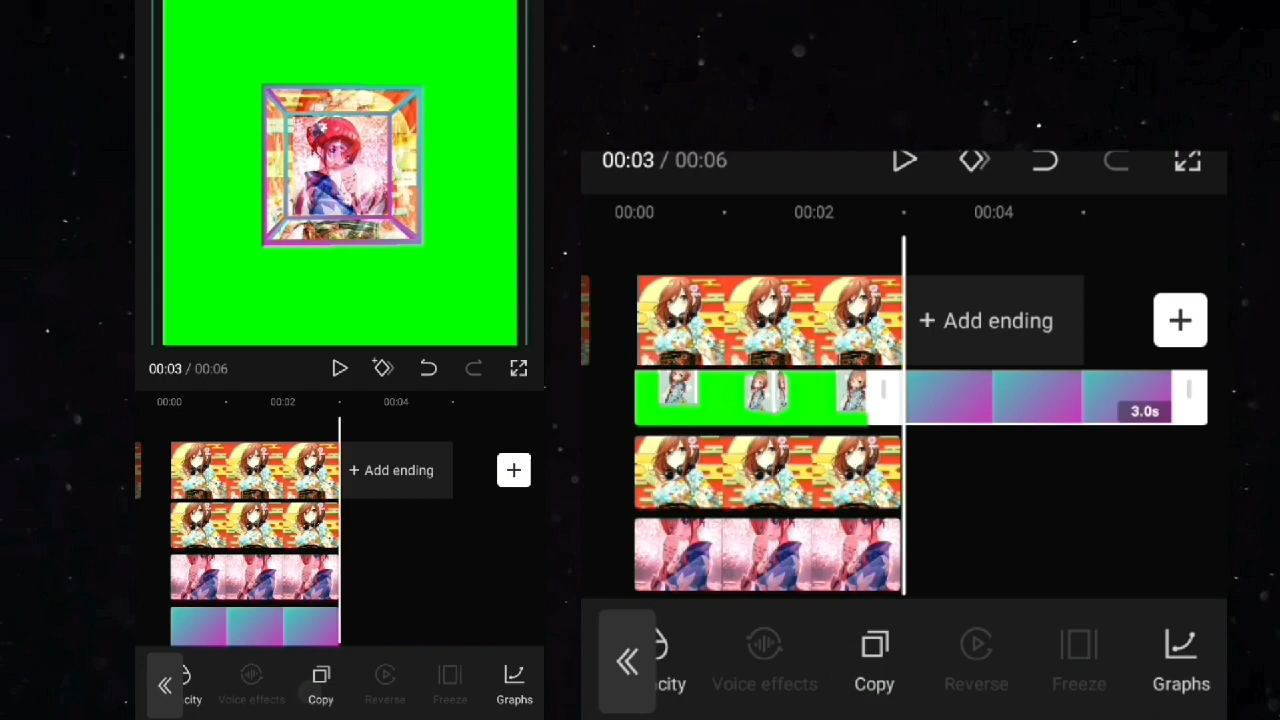 00:03 / 00:06
00:00
00:02
00:04
+ Add ending
city
Voice effects
Copy
Reverse
Freeze
Graphs
00:03 / 00:06
00:00
00:02
00:04
+ Add ending
3.0s
city
Voice effects
Copy
Reverse
Freeze
Graphs